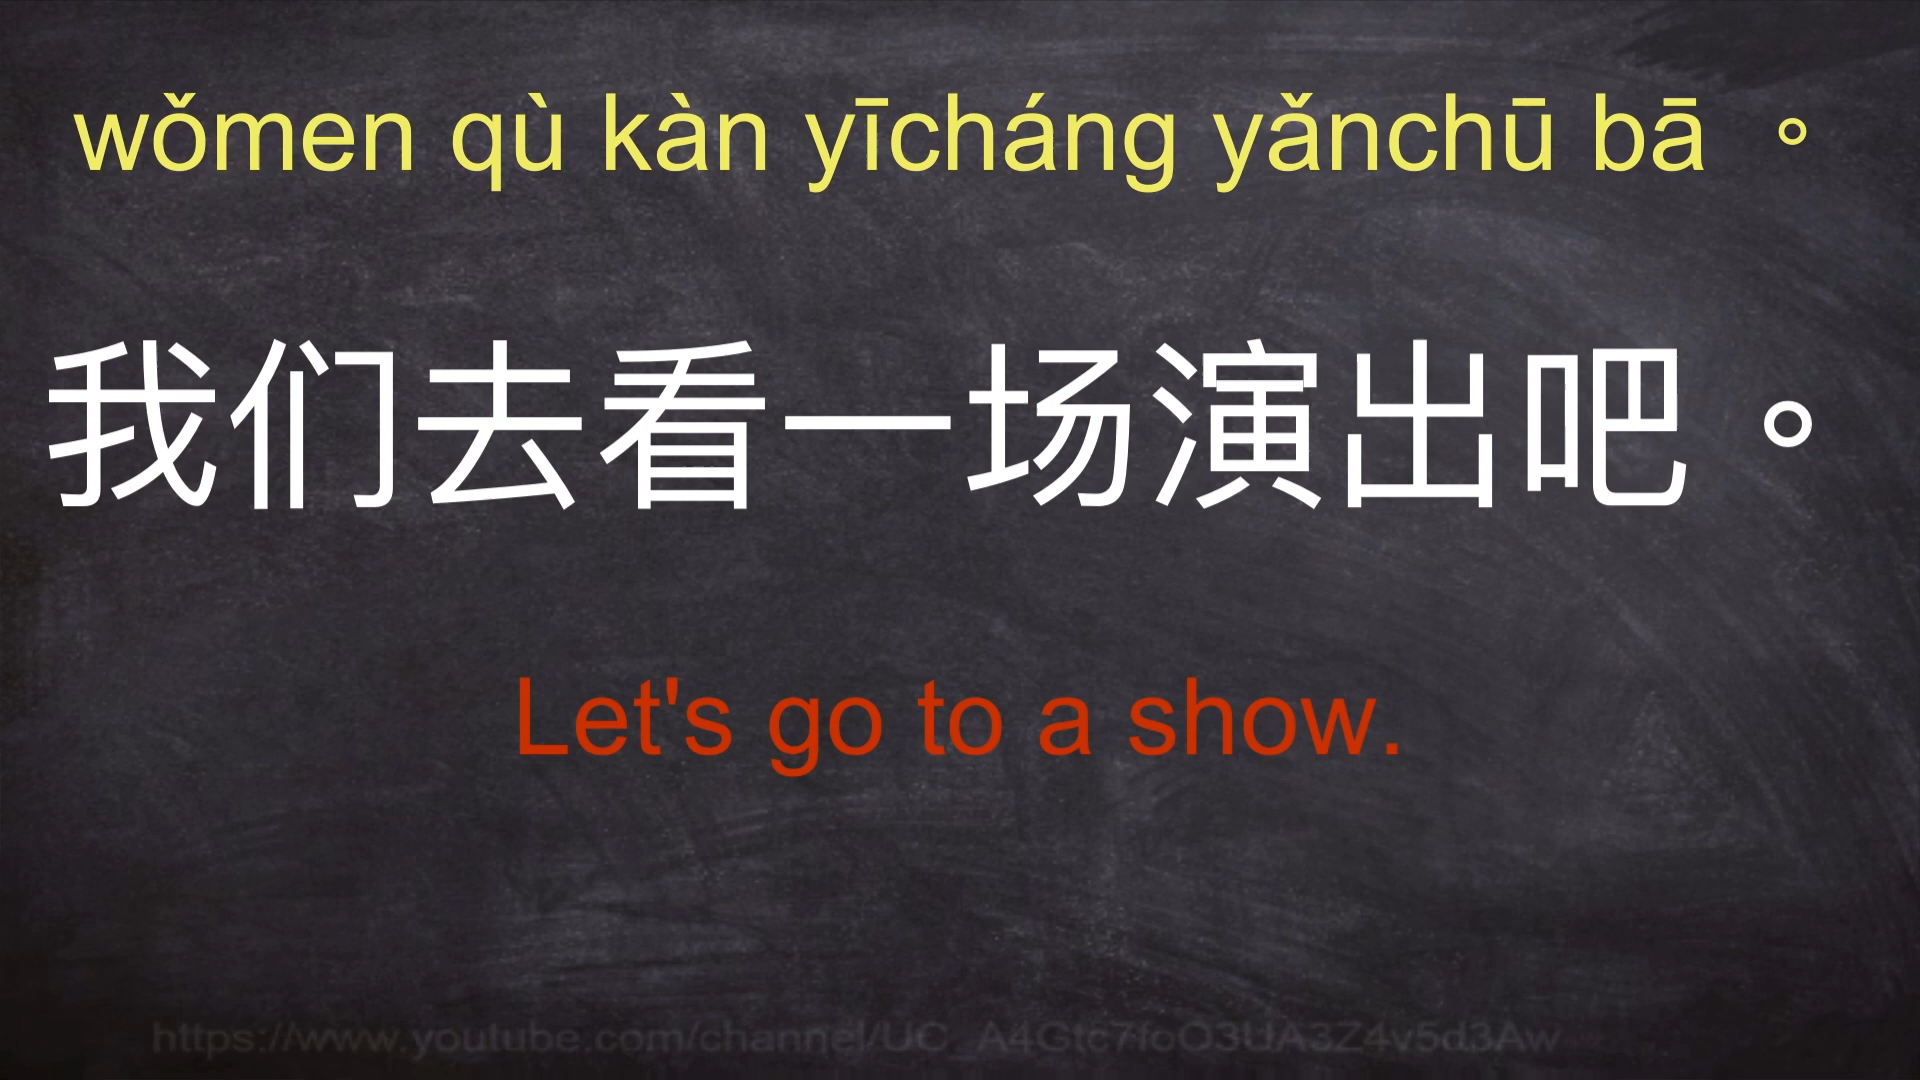 wǒmen qù kàn yīcháng yǎnchū bā 。
我们去看一场演出吧。
Let's go to a show.
https://www.youtube.com/channel/UC_A4Gtc7foO3UA3Z4v5d3Aw